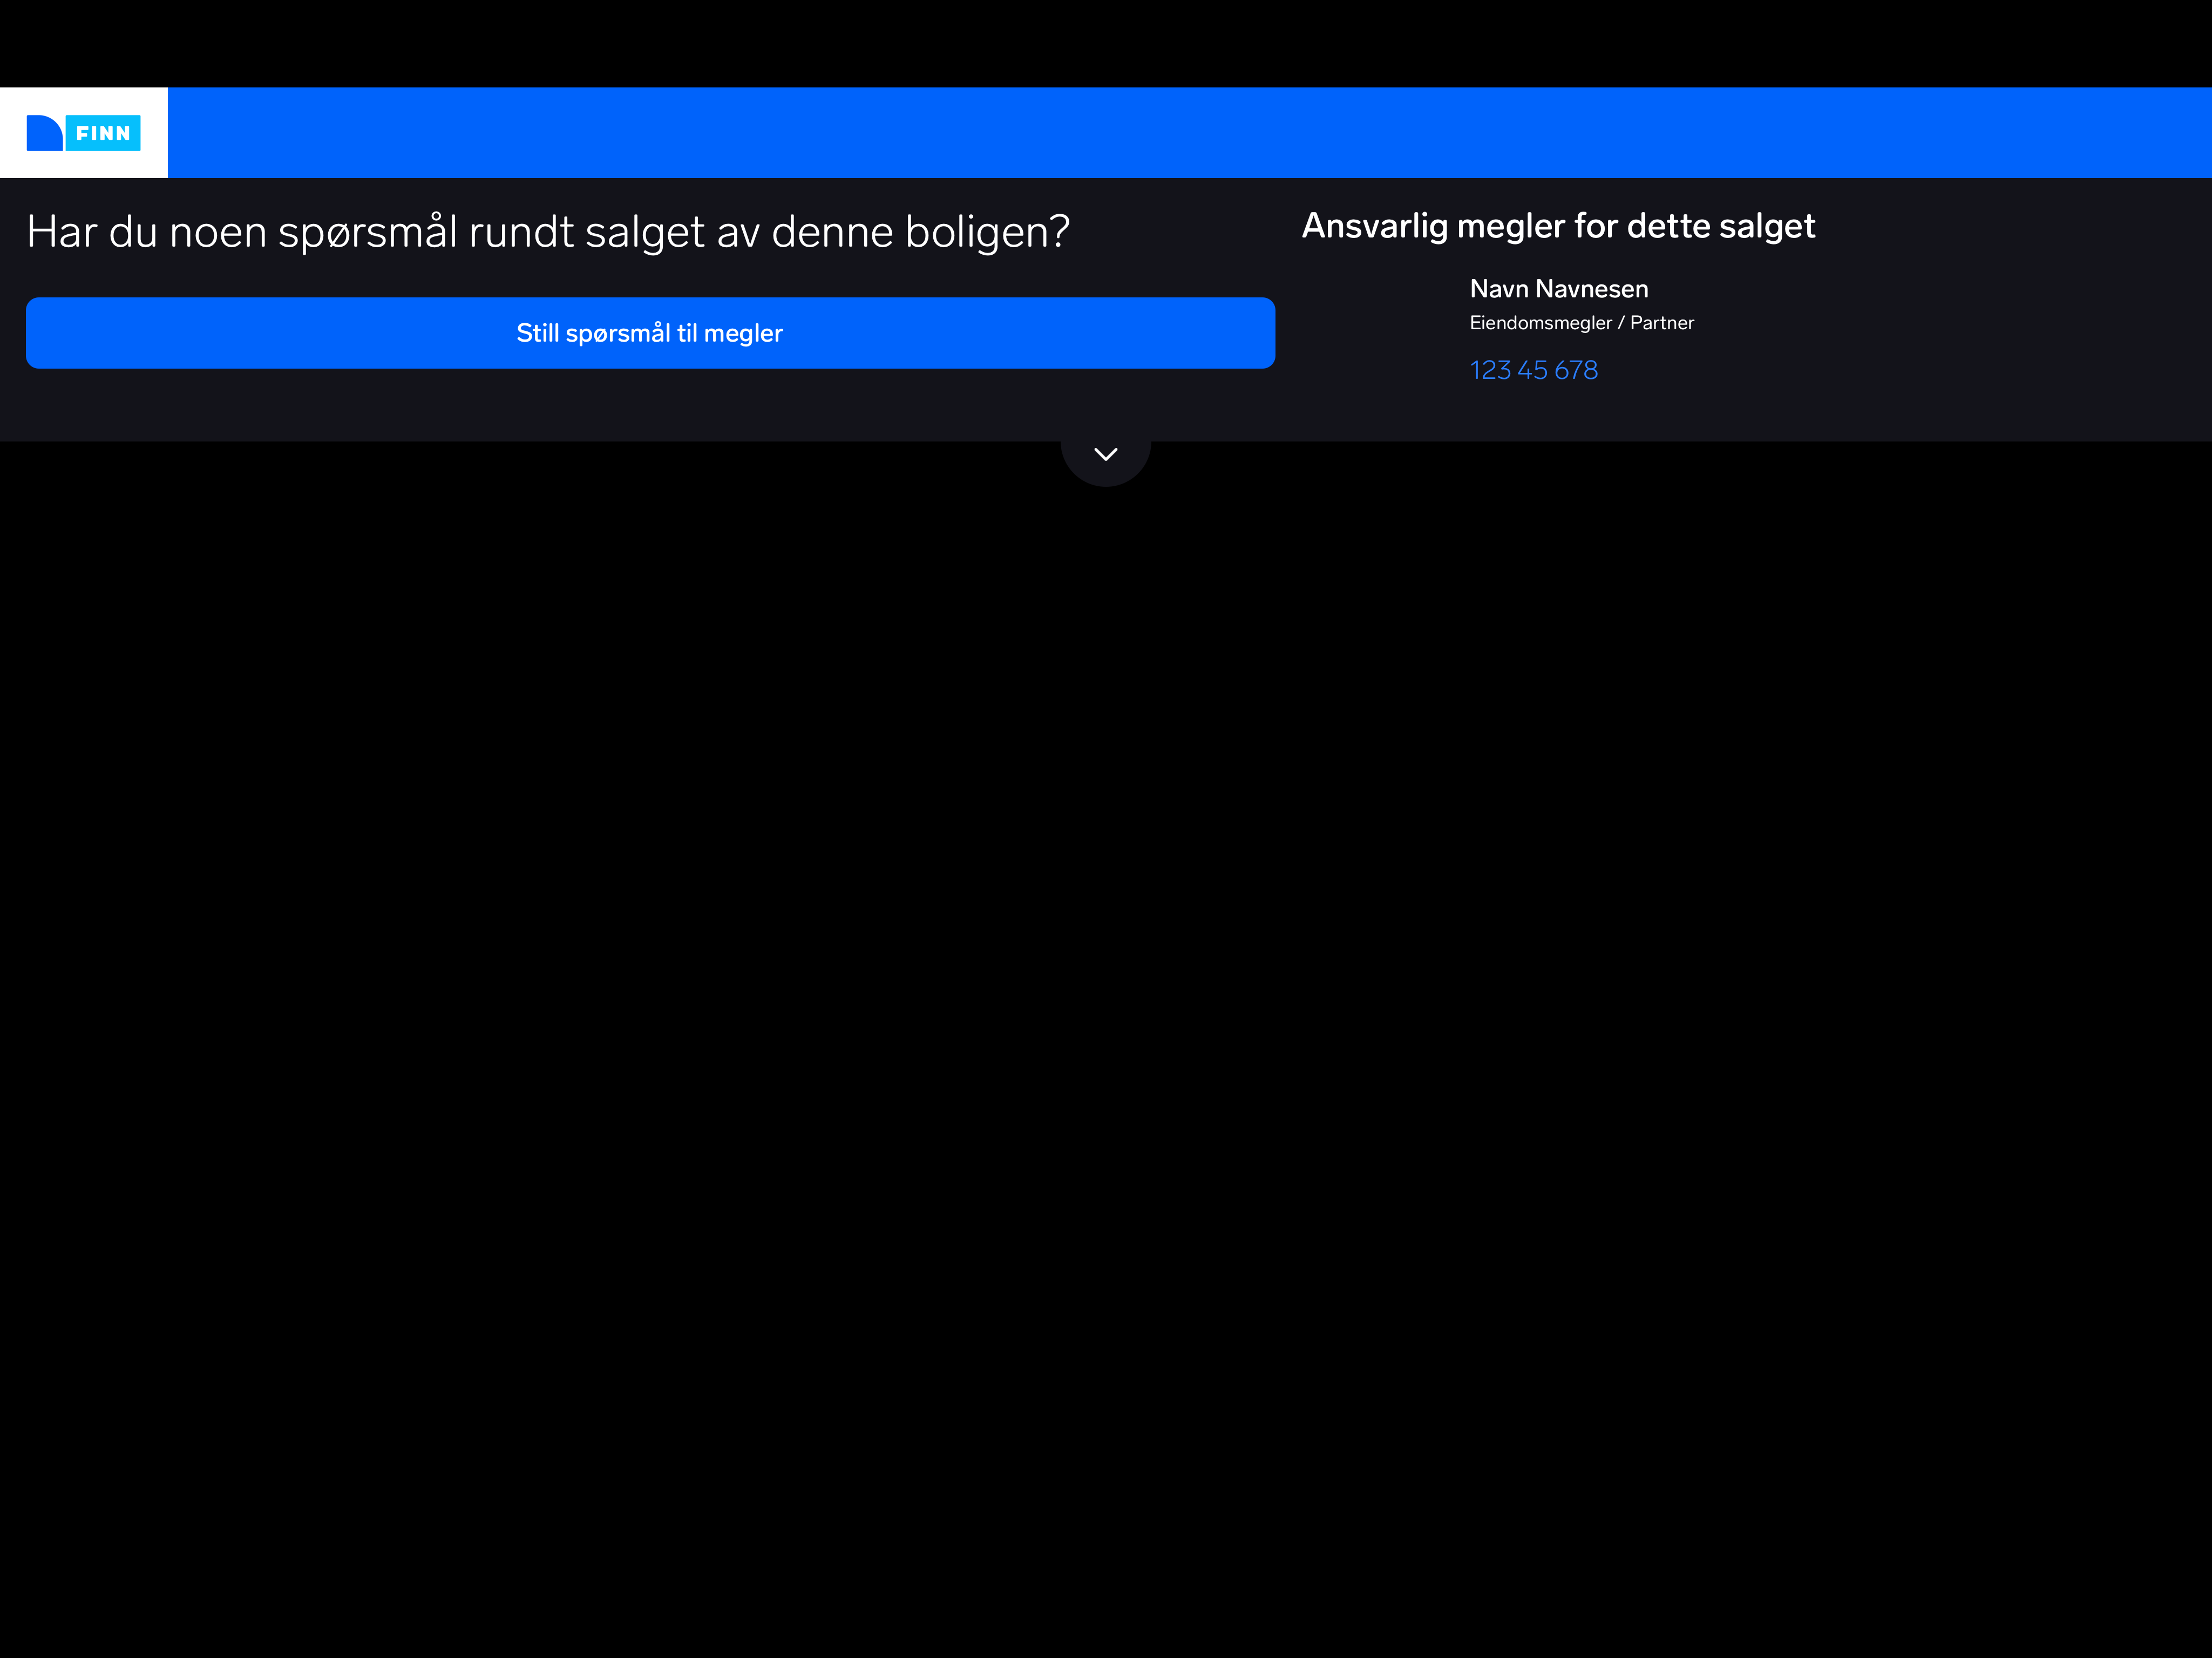 FINN
Har du noen spørsmål rundt salget av denne boligen?
Still spørsmål til megler
Ansvarlig megler for dette salget
Navn Navnesen
Eiendomsmegler / Partner
123 45 678